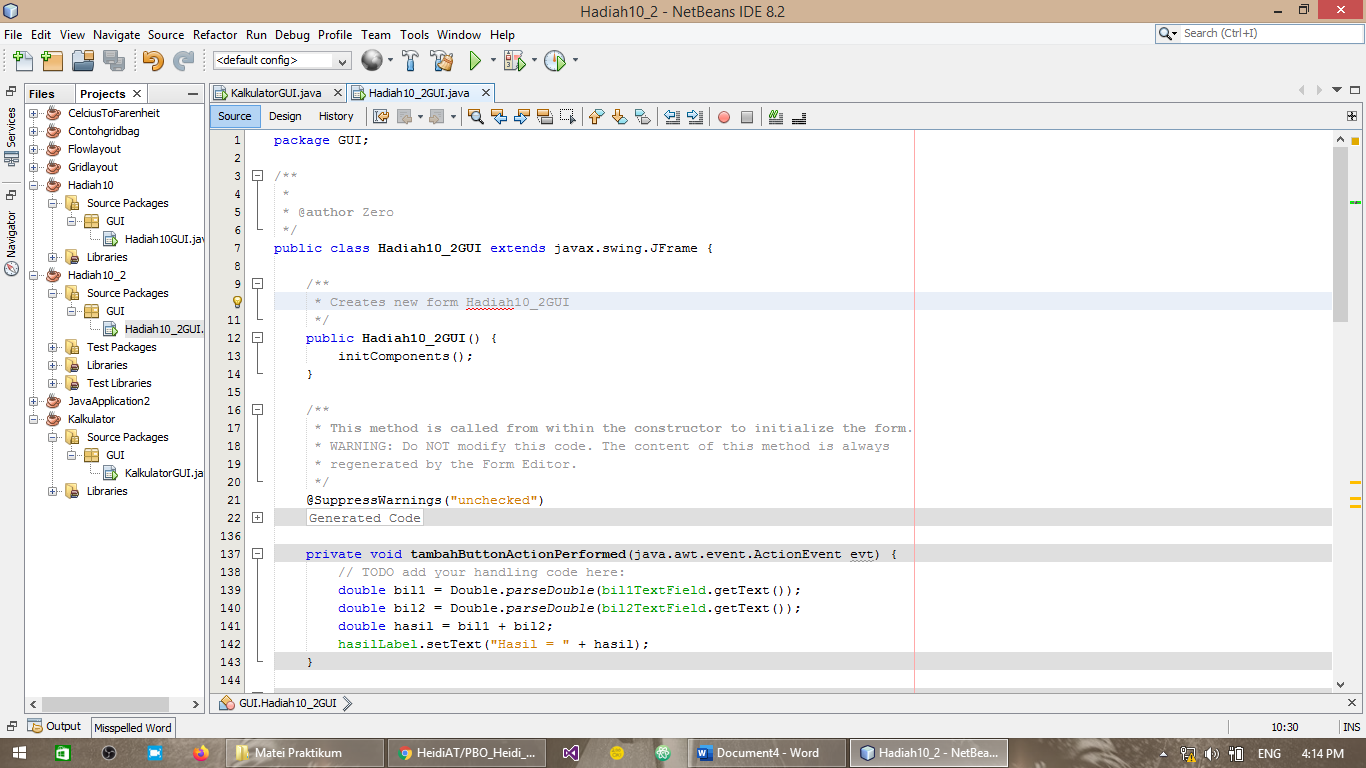 Hadiah10_2 - NetBeans IDE 8.2
File Edit View Navigate Source Refactor Run Debug Profile Team Tools Window Help
Search (Ctrl+I)
<default config>
Files Projects
KalkulatorGUI.java Hadiah10_2GUI.java
Services
Navigator
CelciusToFarenheit
Contohgridbag
Flowlayout
Gridlayout
Hadiah10
Source Packages
GUI
Hadiah10GUI.jav
Libraries
Hadiah10_2
Source Packages
GUI
Hadiah10_2GUI.
Test Packages
Libraries
Test Libraries
JavaApplication2
Kalkulator
Source Packages
GUI
KalkulatorGUI.ja
Libraries
Source Design History
1 package GUI;
2
3 /**
4 *
5 * @author Zero
6 */
7 public class Hadiah10_2GUI extends javax.swing.JFrame {
8
9 /**
* Creates new form Hadiah10_2GUI
11 */
12 public Hadiah10_2GUI() {
13 initComponents();
14 }
15
16 /**
17 * This method is called from within the constructor to initialize the form.
18 * WARNING: Do NOT modify this code. The content of this method is always
19 * regenerated by the Form Editor.
20 */
21 @SuppressWarnings("unchecked")
22 Generated Code
136
137 private void tambahButtonActionPerformed(java.awt.event.ActionEvent evt) {
138 // TODO add your handling code here:
139 double bil1 = Double.parseDouble(bil1TextField.getText());
140 double bil2 = Double.parseDouble(bil2TextField.getText());
141 double hasil = bil1 + bil2;
142 hasilLabel.setText("Hasil = " + hasil);
143 }
144
GUI.Hadiah10_2GUI
Output Misspelled Word
10:30 INS
Matei Praktikum
HeidiAT/PBO_Heidi_...
Document4 - Word
Hadiah10_2 - NetBea...
ENG 4:14 PM